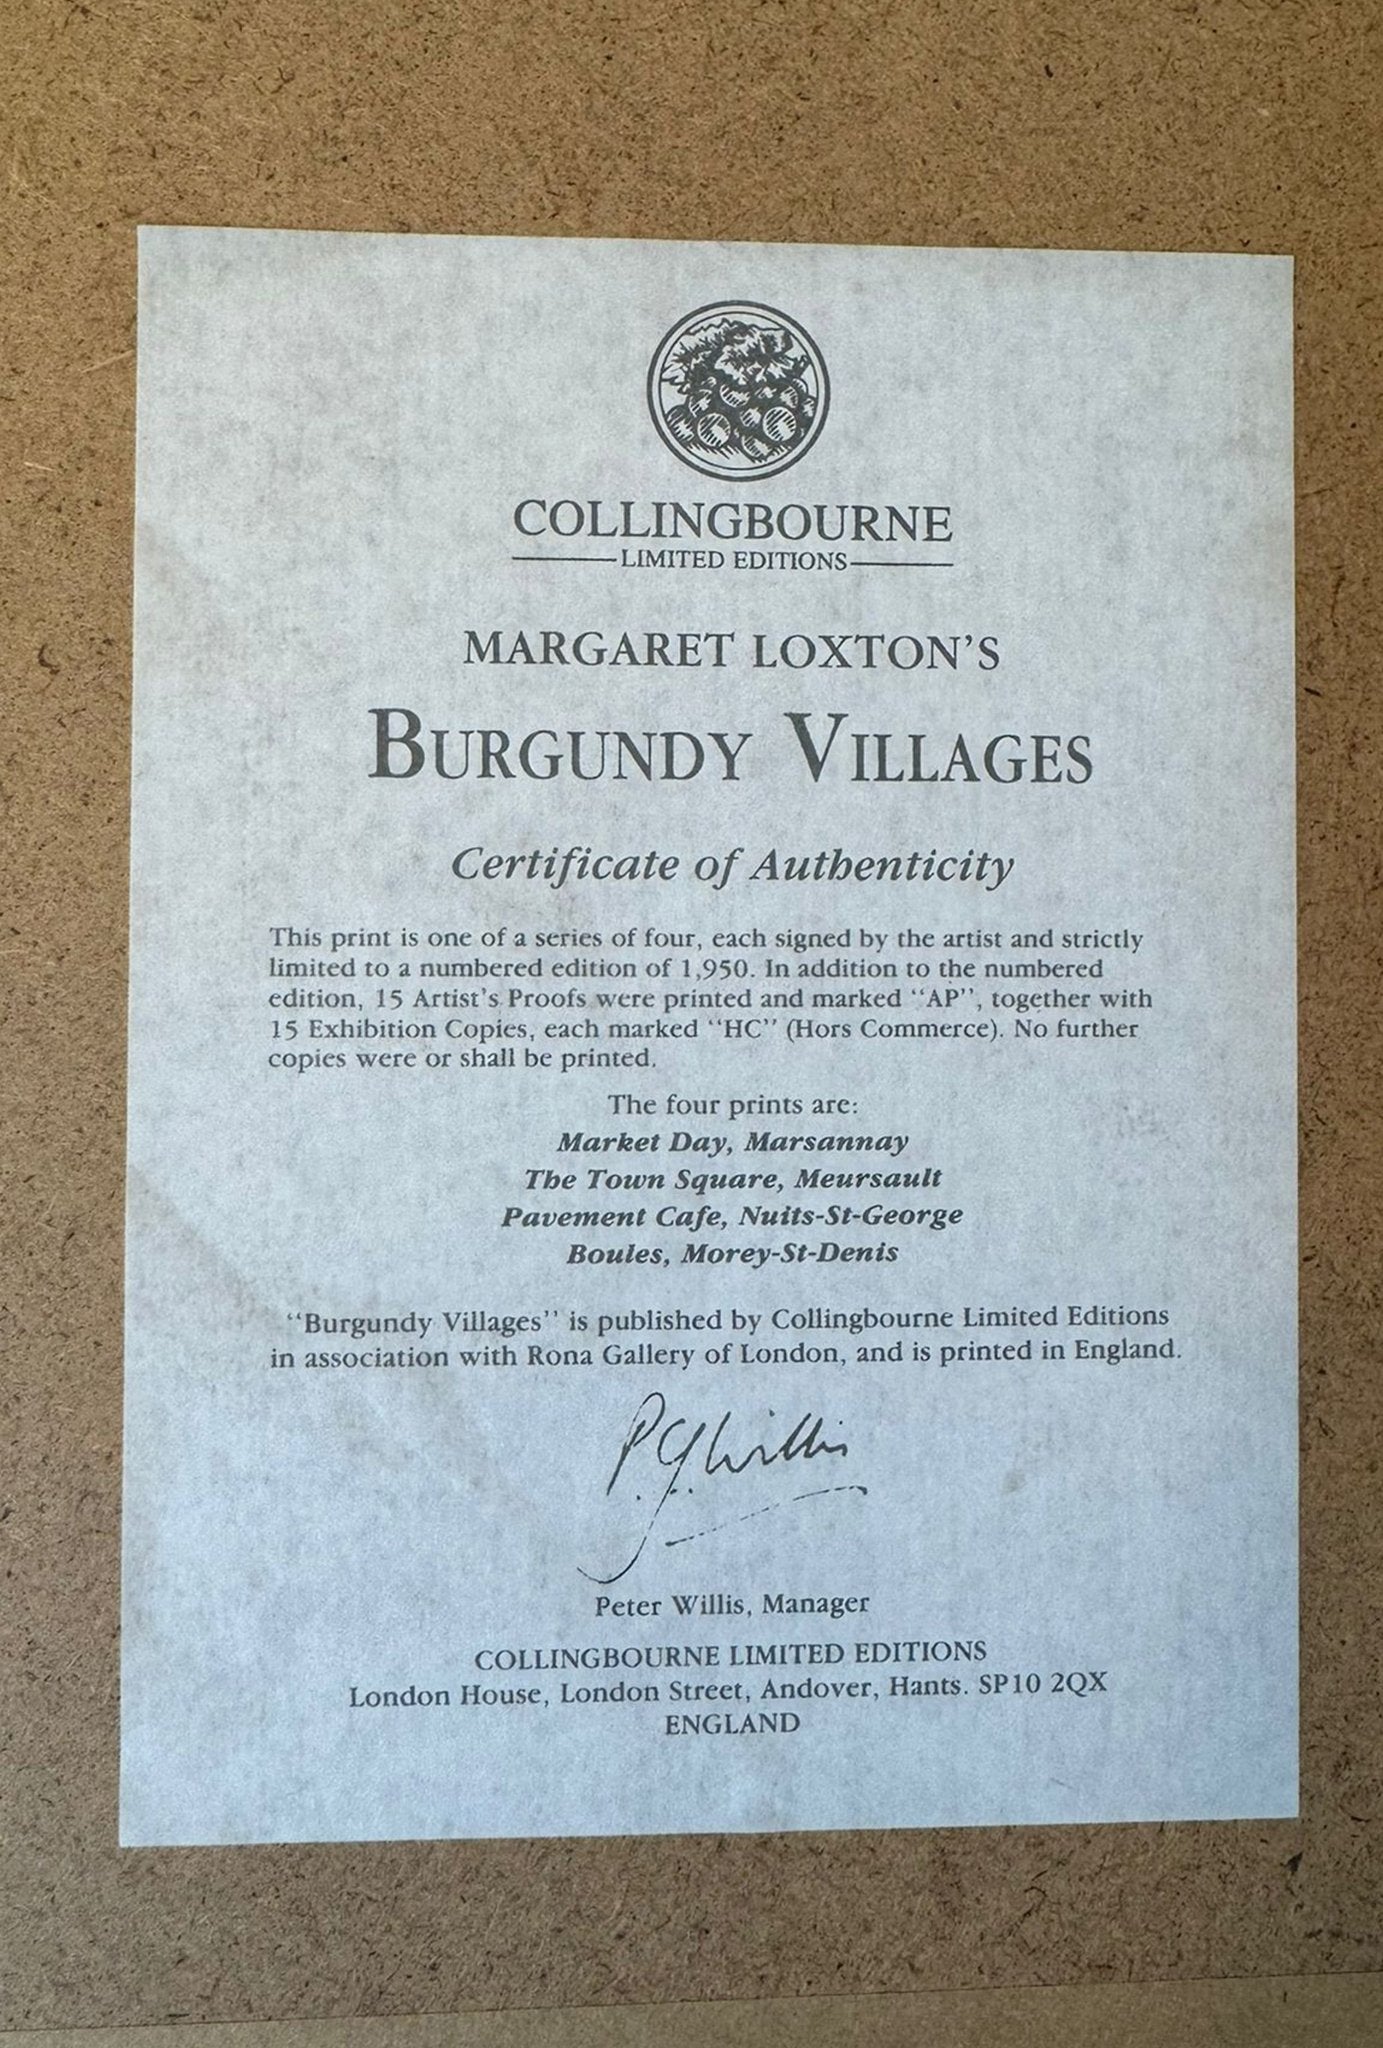 COLLINGBOURNE
LIMITED EDITIONS
MARGARET LOXTON'S
BURGUNDY VILLAGES
Certificate of Authenticity
This print is one of a series of four, each signed by the artist and strictly
limited to a numbered edition of 1,950. In addition to the numbered
edition, 15 Artist's Proofs were printed and marked “AP”, together with
15 Exhibition Copies, each marked “HC” (Hors Commerce). No further
copies were or shall be printed.
The four prints are:
Market Day, Marsannay
The Town Square, Meursault
Pavement Cafe, Nuits-St-George
Boules, Morey-St-Denis
“Burgundy Villages” is published by Collingbourne Limited Editions
in association with Rona Gallery of London, and is printed in England.
P.G. Willis
Peter Willis, Manager
COLLINGBOURNE LIMITED EDITIONS
London House, London Street, Andover, Hants. SP10 2QX
ENGLAND